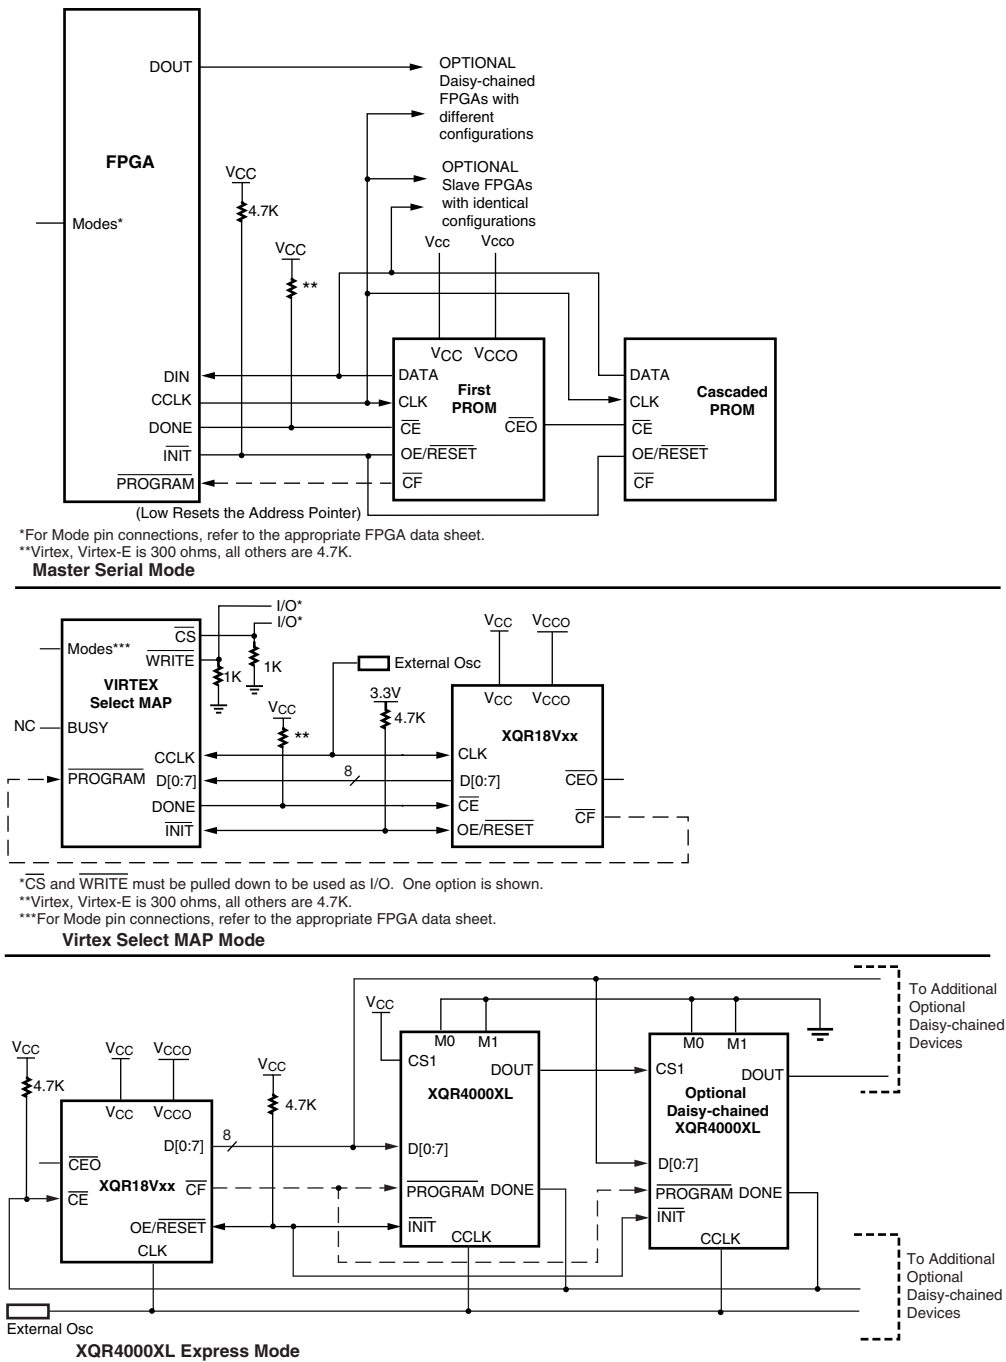 DOUT
OPTIONAL
Daisy-chained
FPGAs with
different
configurations
FPGA
OPTIONAL
Slave FPGAs
with identical
configurations
VCC
4.7K
Modes*
Vcc Vcco
VCC
**
VCC VCCO
DIN
DATA
First
PROM
DATA
Cascaded
PROM
CCLK
CLK
CLK
DONE
CE
CEO
CE
INIT
OE/RESET
OE/RESET
PROGRAM
CF
CF
(Low Resets the Address Pointer)
*For Mode pin connections, refer to the appropriate FPGA data sheet.
**Virtex, Virtex-E is 300 ohms, all others are 4.7K.
Master Serial Mode
I/O*
I/O*
CS
Modes***
WRITE
1K
1K
VIRTEX
Select MAP
External Osc
VCC VCCO
3.3V
4.7K
VCC VCCO
VCC
**
NC
BUSY
XQR18Vxx
CCLK
CLK
PROGRAM
D[0:7]
8
D[0:7]
CEO
DONE
CE
CF
INIT
OE/RESET
*CS and WRITE must be pulled down to be used as I/O. One option is shown.
**Virtex, Virtex-E is 300 ohms, all others are 4.7K.
***For Mode pin connections, refer to the appropriate FPGA data sheet.
Virtex Select MAP Mode
To Additional
Optional
Daisy-chained
Devices
VCC
M0 M1
M0 M1
VCC
VCC VCCO
VCC
CS1
DOUT
CS1
DOUT
4.7K
4.7K
XQR4000XL
Optional
Daisy-chained
XQR4000XL
VCC VCCO
D[0:7]
8
D[0:7]
D[0:7]
CEO
XQR18Vxx
CF
PROGRAM DONE
PROGRAM DONE
CE
OE/RESET
INIT
INIT
CLK
CCLK
CCLK
To Additional
Optional
Daisy-chained
Devices
External Osc
XQR4000XL Express Mode